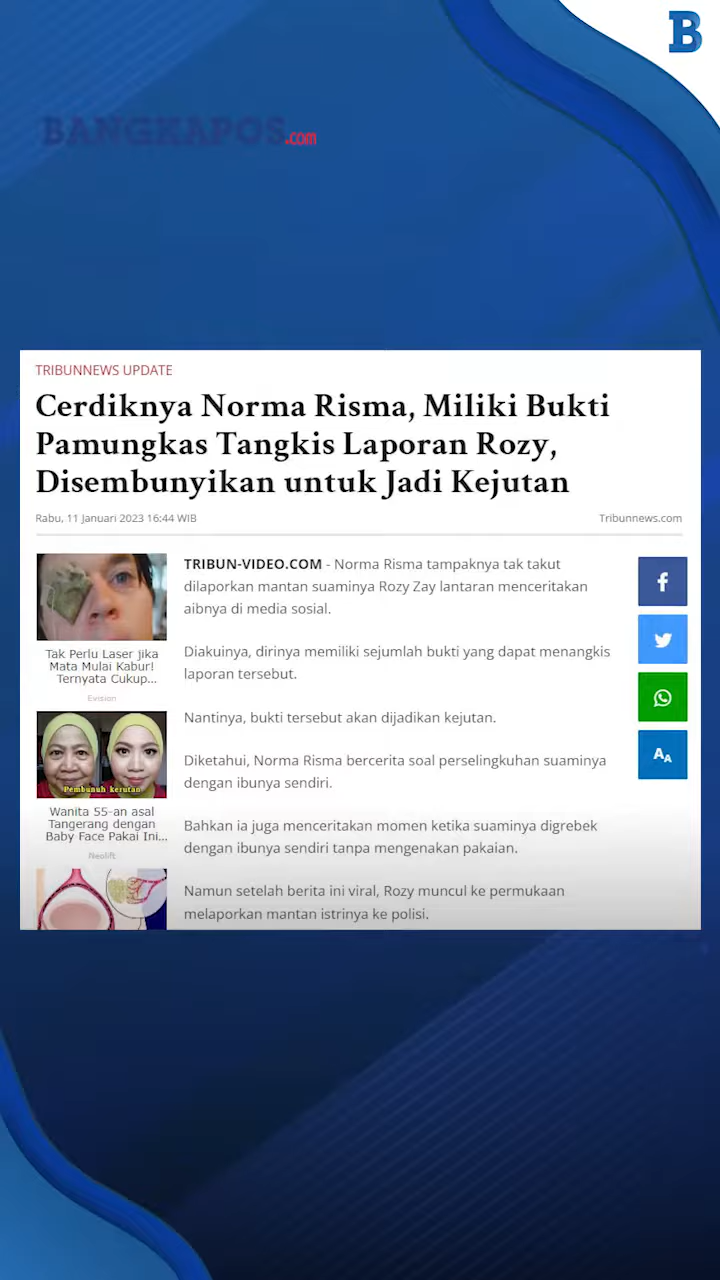 B
BANGKAPOS.com
TRIBUNNEWS UPDATE
Cerdiknya Norma Risma, Miliki Bukti
Pamungkas Tangkis Laporan Rozy,
Disembunyikan untuk Jadi Kejutan
Rabu, 11 Januari 2023 16:44 WIB
Tribunnews.com
Tak Perlu Laser jika
Mata Mulai Kabur!
Ternyata Cukup...
Evision
Pembunuh kerutan
Wanita 55-an asal
Tangerang dengan
Baby Face Pakai Ini...
Neolift
TRIBUN-VIDEO.COM - Norma Risma tampaknya tak takut
dilaporkan mantan suaminya Rozy Zay lantaran menceritakan
aibnya di media sosial.
Diakuinya, dirinya memiliki sejumlah bukti yang dapat menangkis
laporan tersebut.
Nantinya, bukti tersebut akan dijadikan kejutan.
Diketahui, Norma Risma bercerita soal perselingkuhan suaminya
dengan ibunya sendiri.
Bahkan ia juga menceritakan momen ketika suaminya digrebek
dengan ibunya sendiri tanpa mengenakan pakaian.
Namun setelah berita ini viral, Rozy muncul ke permukaan
melaporkan mantan istrinya ke polisi.
f
AA